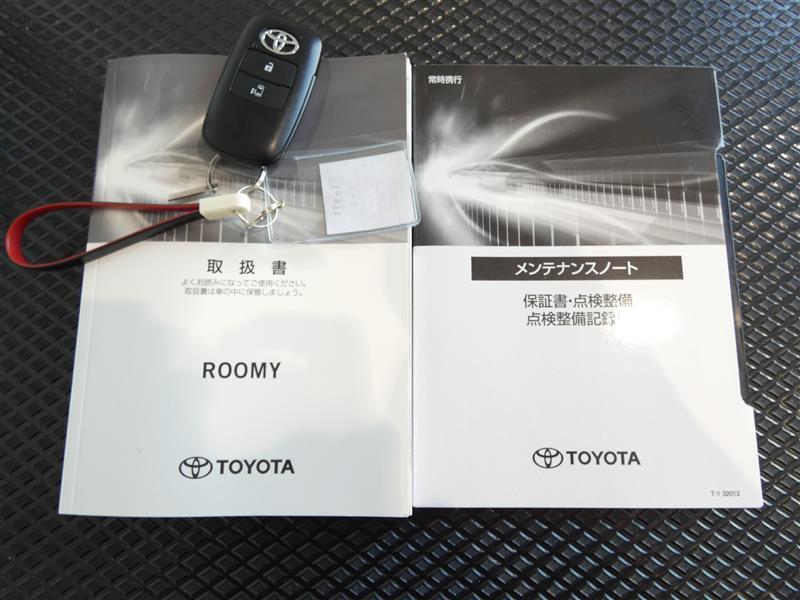 取扱書
よくお読みになってご使用ください。
取扱書は車の中に保管しましょう。
ROOMY
TOYOTA
常時携行
メンテナンスノート
保証書・点検整備
点検整備記録
TOYOTA
T-1 32012